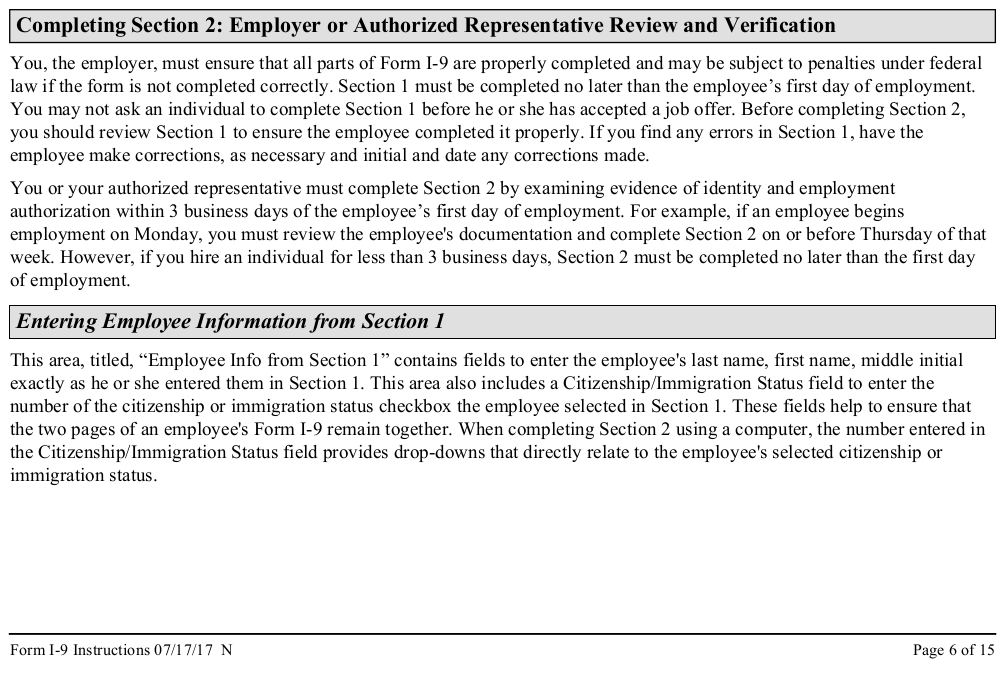 Completing Section 2: Employer or Authorized Representative Review and Verification
You, the employer, must ensure that all parts of Form I-9 are properly completed and may be subject to penalties under federal
law if the form is not completed correctly. Section 1 must be completed no later than the employee’s first day of employment.
You may not ask an individual to complete Section 1 before he or she has accepted a job offer. Before completing Section 2,
you should review Section 1 to ensure the employee completed it properly. If you find any errors in Section 1, have the
employee make corrections, as necessary and initial and date any corrections made.
You or your authorized representative must complete Section 2 by examining evidence of identity and employment
authorization within 3 business days of the employee’s first day of employment. For example, if an employee begins
employment on Monday, you must review the employee's documentation and complete Section 2 on or before Thursday of that
week. However, if you hire an individual for less than 3 business days, Section 2 must be completed no later than the first day
of employment.
Entering Employee Information from Section 1
This area, titled, “Employee Info from Section 1” contains fields to enter the employee's last name, first name, middle initial
exactly as he or she entered them in Section 1. This area also includes a Citizenship/Immigration Status field to enter the
number of the citizenship or immigration status checkbox the employee selected in Section 1. These fields help to ensure that
the two pages of an employee's Form I-9 remain together. When completing Section 2 using a computer, the number entered in
the Citizenship/Immigration Status field provides drop-downs that directly relate to the employee's selected citizenship or
immigration status.
Form I-9 Instructions 07/17/17 N
Page 6 of 15